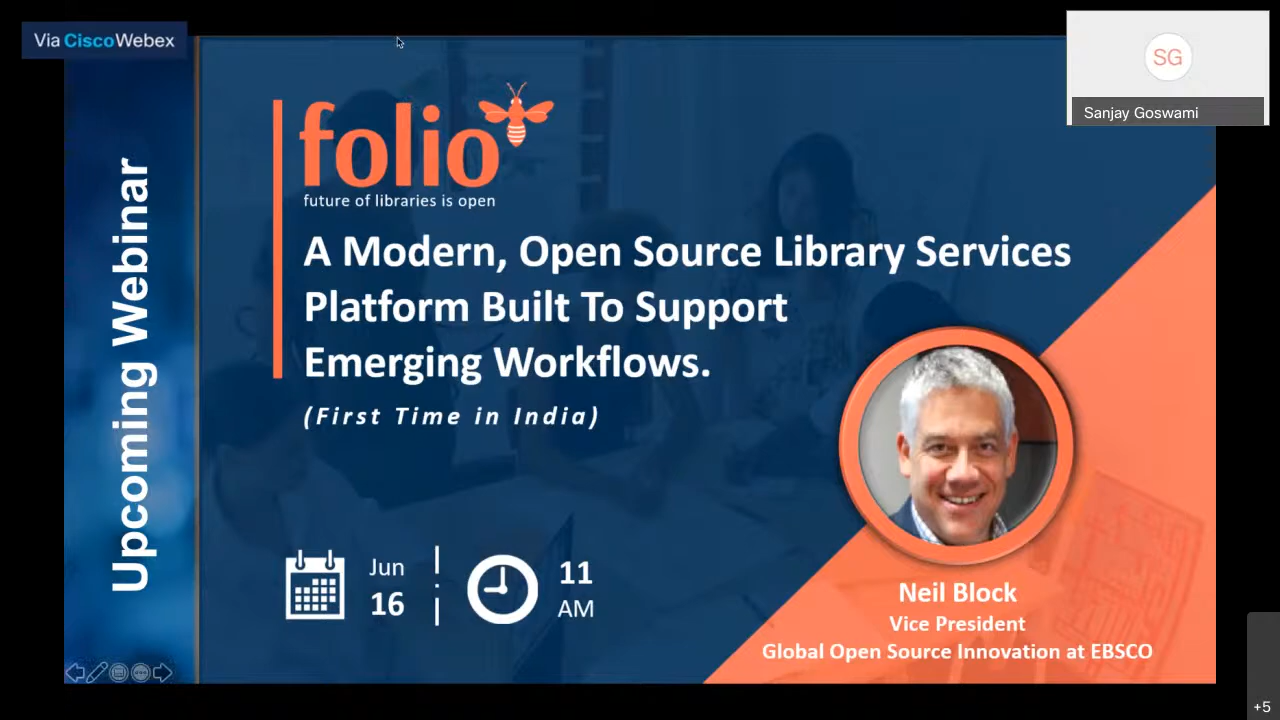 Via CiscoWebex
SG
Sanjay Goswami
Upcoming Webinar
folio
future of libraries is open
A Modern, Open Source Library Services
Platform Built To Support
Emerging Workflows.
(First Time in India)
Jun
16
11
AM
Neil Block
Vice President
Global Open Source Innovation at EBSCO
+5